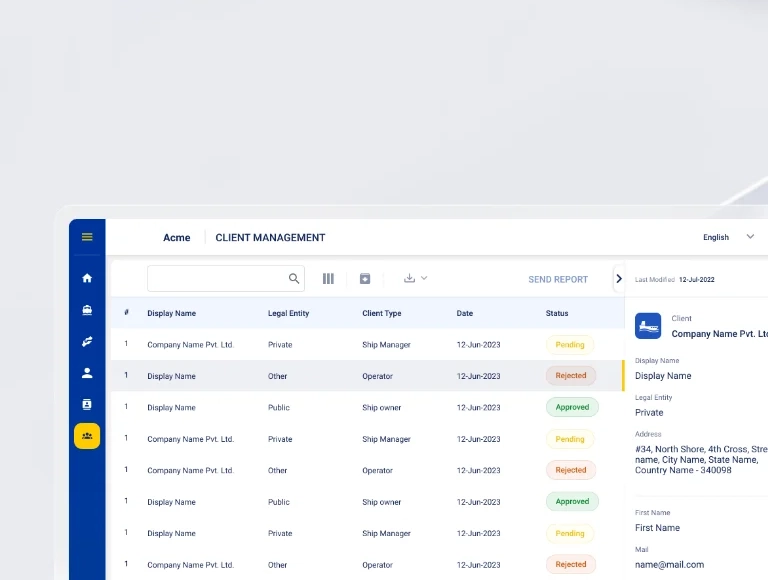 Acme CLIENT MANAGEMENT English
SEND REPORT Last Modified 12-Jul-2022
# Display Name Legal Entity Client Type Date Status
1 Company Name Pvt. Ltd. Private Ship Manager 12-Jun-2023 Pending
1 Display Name Other Operator 12-Jun-2023 Rejected
1 Display Name Public Ship owner 12-Jun-2023 Approved
1 Company Name Pvt. Ltd. Private Ship Manager 12-Jun-2023 Pending
1 Company Name Pvt. Ltd. Other Operator 12-Jun-2023 Rejected
1 Display Name Public Ship owner 12-Jun-2023 Approved
1 Display Name Private Ship Manager 12-Jun-2023 Pending
1 Company Name Pvt. Ltd. Other Operator 12-Jun-2023 Rejected
Client
Company Name Pvt. Ltd
Display Name
Display Name
Legal Entity
Private
Address
#34, North Shore, 4th Cross,
name, City Name, State Name,
Country Name - 340098
First Name
First Name
Mail
name@mail.com